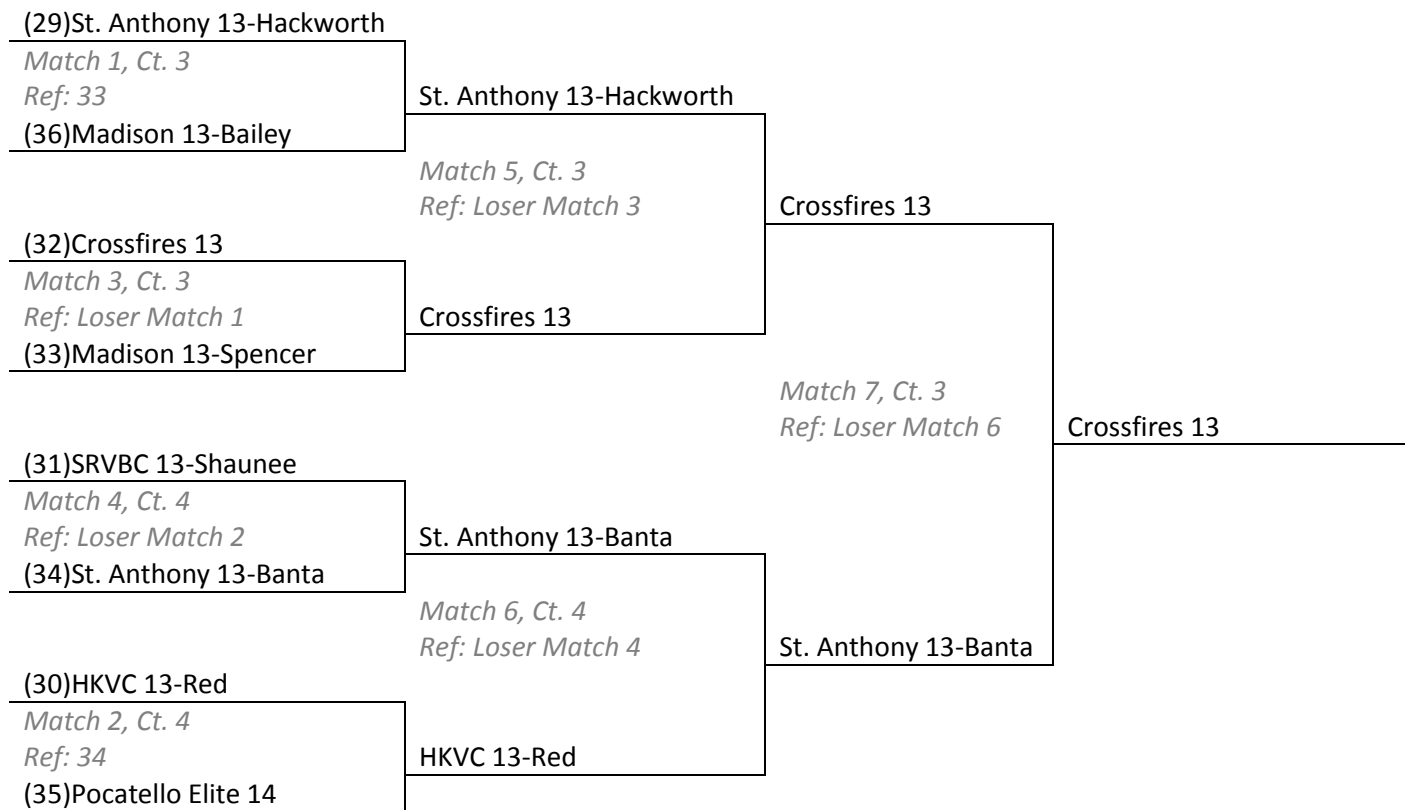 (29)St. Anthony 13-Hackworth
Match 1, Ct. 3
Ref: 33
St. Anthony 13-Hackworth
(36)Madison 13-Bailey
Match 5, Ct. 3
Ref: Loser Match 3
Crossfires 13
(32)Crossfires 13
Match 3, Ct. 3
Ref: Loser Match 1
Crossfires 13
(33)Madison 13-Spencer
Match 7, Ct. 3
Ref: Loser Match 6
Crossfires 13
(31)SRVBC 13-Shaunee
Match 4, Ct. 4
Ref: Loser Match 2
St. Anthony 13-Banta
(34)St. Anthony 13-Banta
Match 6, Ct. 4
Ref: Loser Match 4
St. Anthony 13-Banta
(30)HKVC 13-Red
Match 2, Ct. 4
Ref: 34
HKVC 13-Red
(35)Pocatello Elite 14